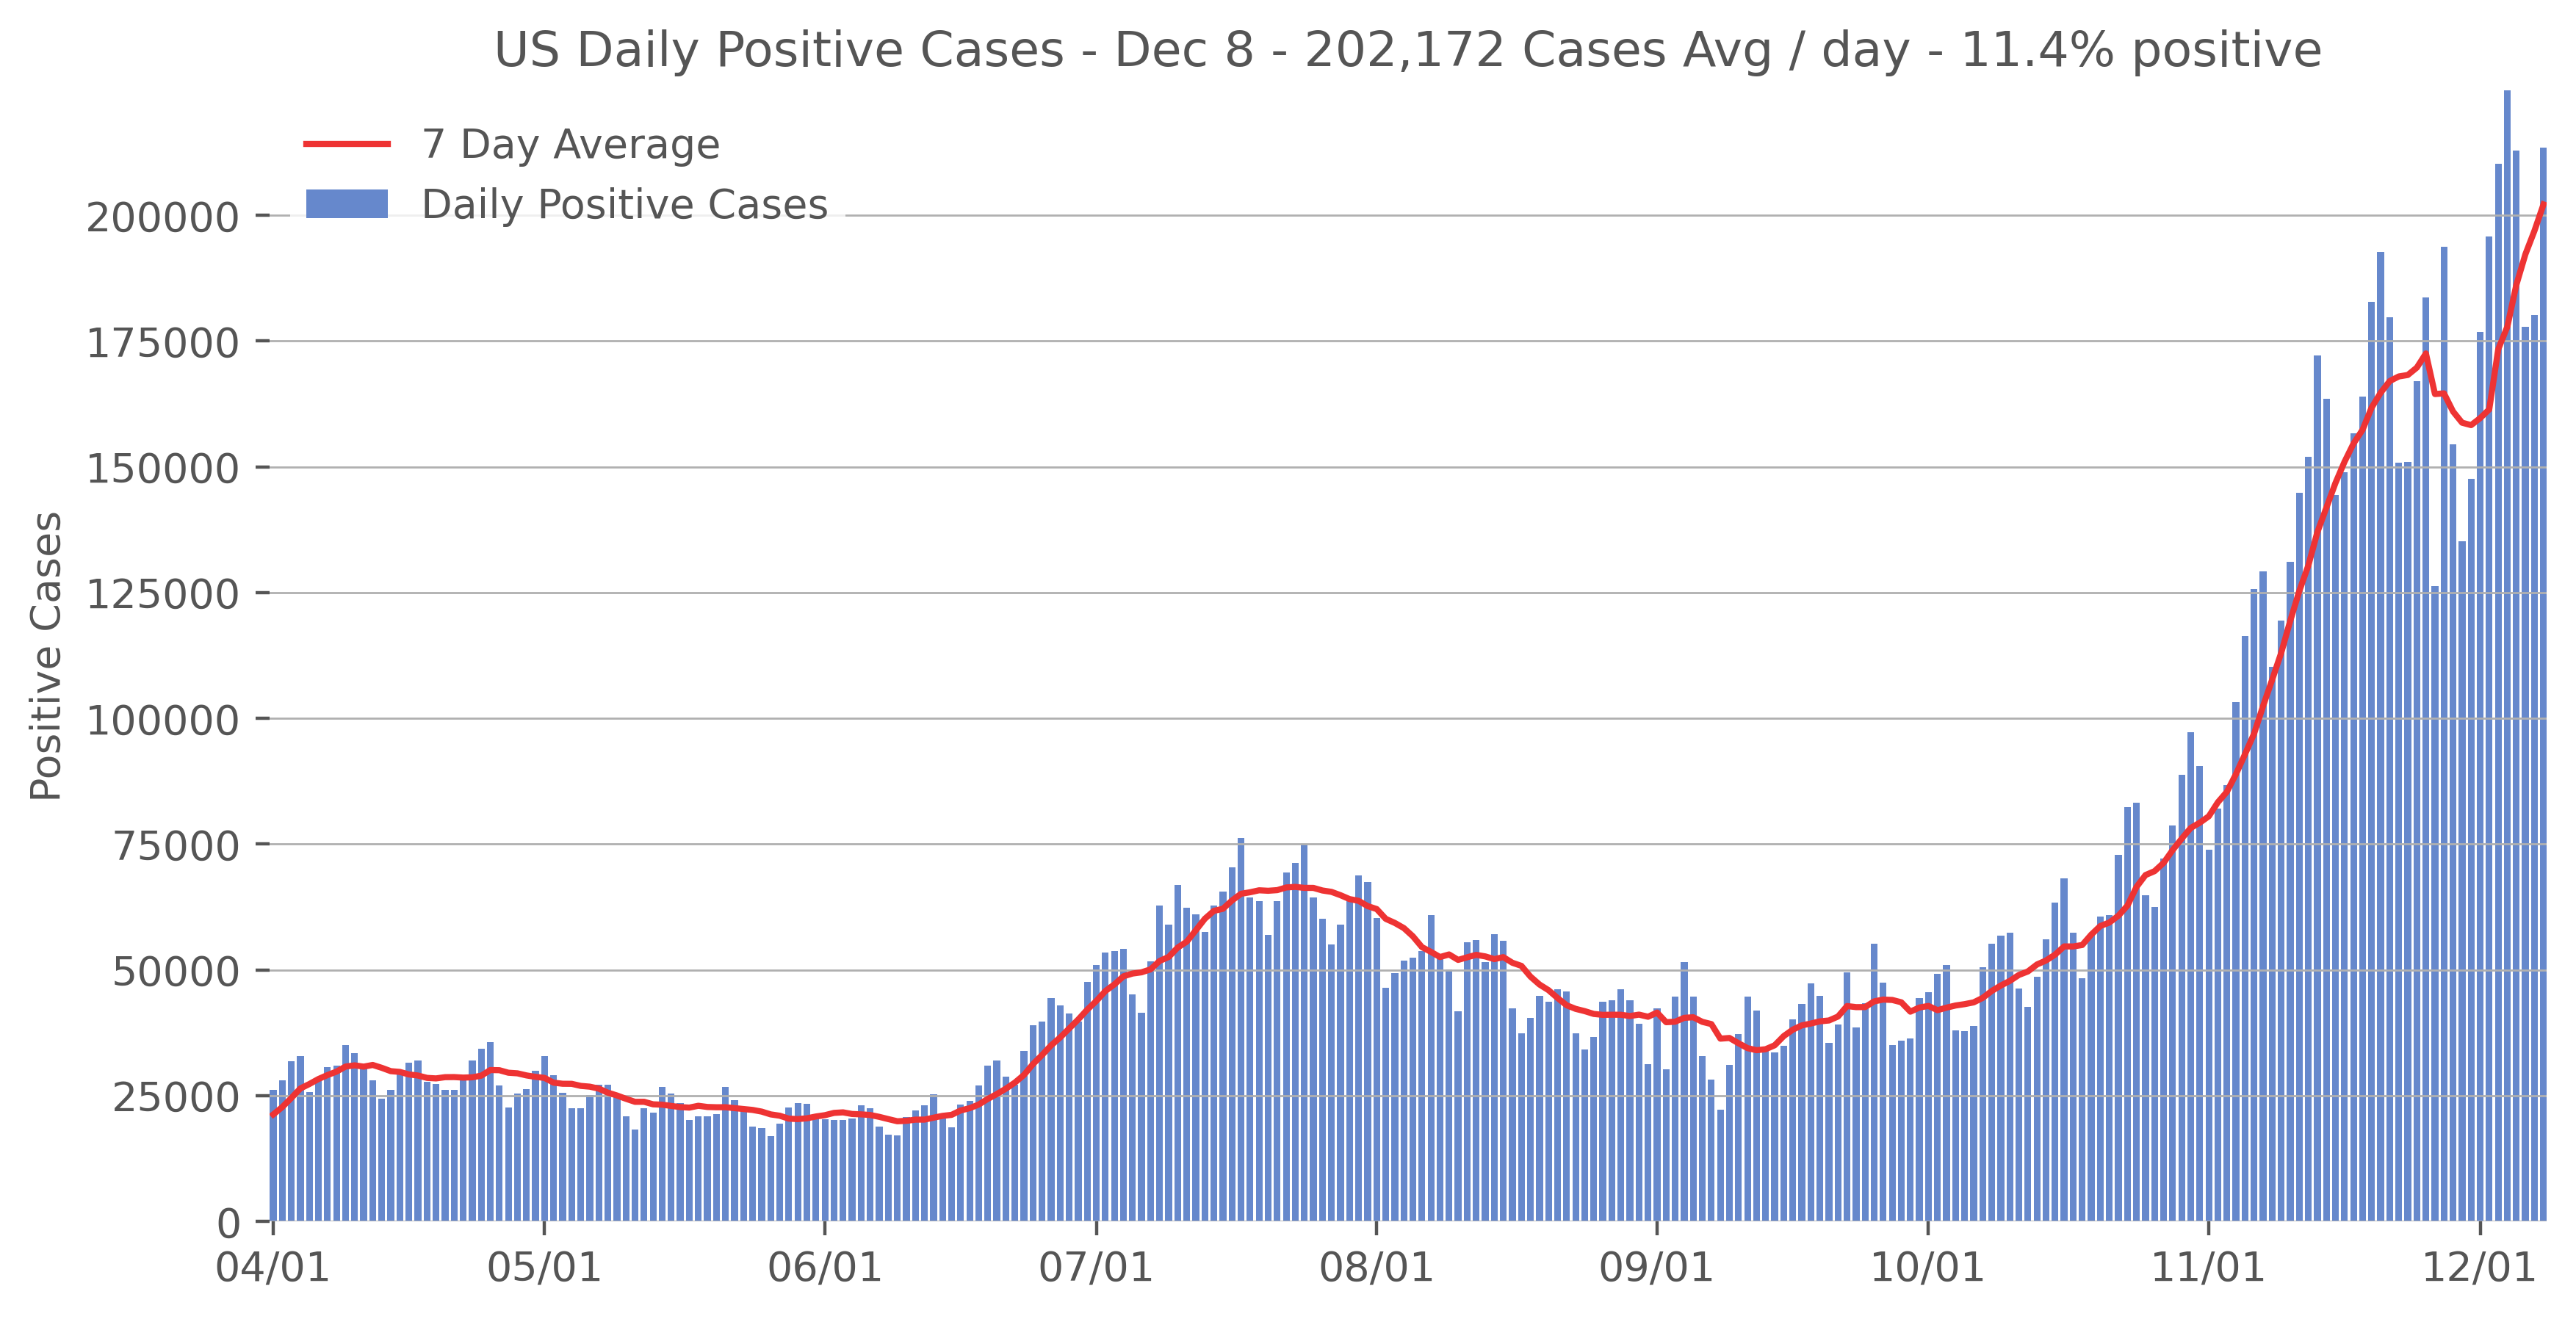 US Daily Positive Cases - Dec 8 - 202,172 Cases Avg / day - 11.4% positive
7 Day Average
Daily Positive Cases
Positive Cases
200000
175000
150000
125000
100000
75000
50000
25000
0
04/01 05/01 06/01 07/01 08/01 09/01 10/01 11/01 12/01